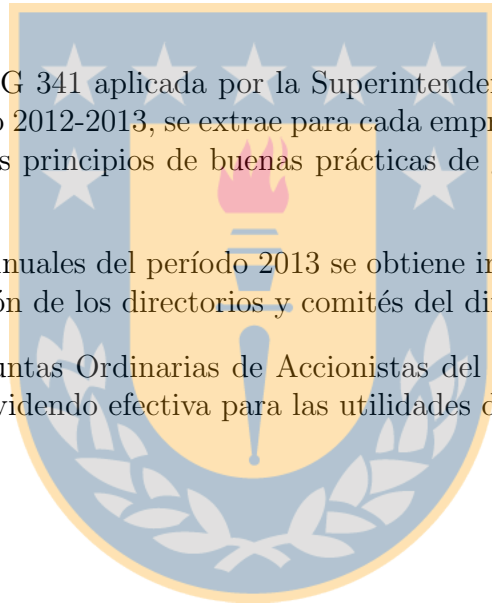 G 341 aplicada por la Superintender
o 2012-2013, se extrae para cada empr
s principios de buenas prácticas de
nuales del período 2013 se obtiene in
ón de los directorios y comités del di
untas Ordinarias de Accionistas del
videndo efectiva para las utilidades d